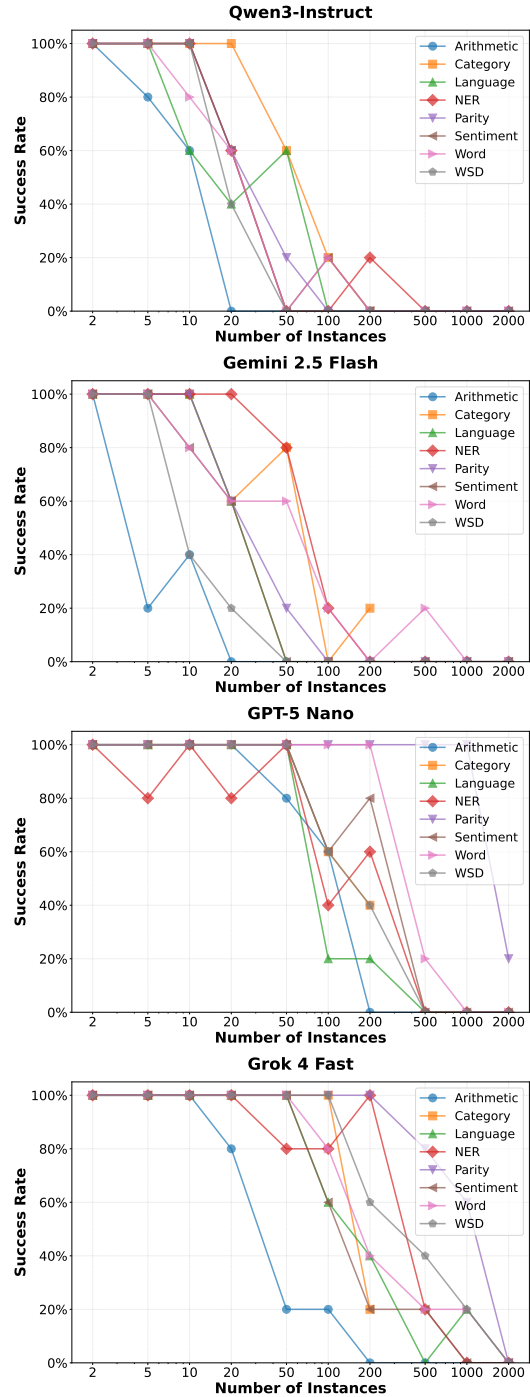 Qwen3-Instruct
Success Rate
100%
80%
60%
40%
20%
0%
Arithmetic
Category
Language
NER
Parity
Sentiment
Word
WSD
2 5 10 20 50 100 200 500 1000 2000
Number of Instances
Gemini 2.5 Flash
Success Rate
100%
80%
60%
40%
20%
0%
Arithmetic
Category
Language
NER
Parity
Sentiment
Word
WSD
2 5 10 20 50 100 200 500 1000 2000
Number of Instances
GPT-5 Nano
Success Rate
100%
80%
60%
40%
20%
0%
Arithmetic
Category
Language
NER
Parity
Sentiment
Word
WSD
2 5 10 20 50 100 200 500 1000 2000
Number of Instances
Grok 4 Fast
Success Rate
100%
80%
60%
40%
20%
0%
Arithmetic
Category
Language
NER
Parity
Sentiment
Word
WSD
2 5 10 20 50 100 200 500 1000 2000
Number of Instances